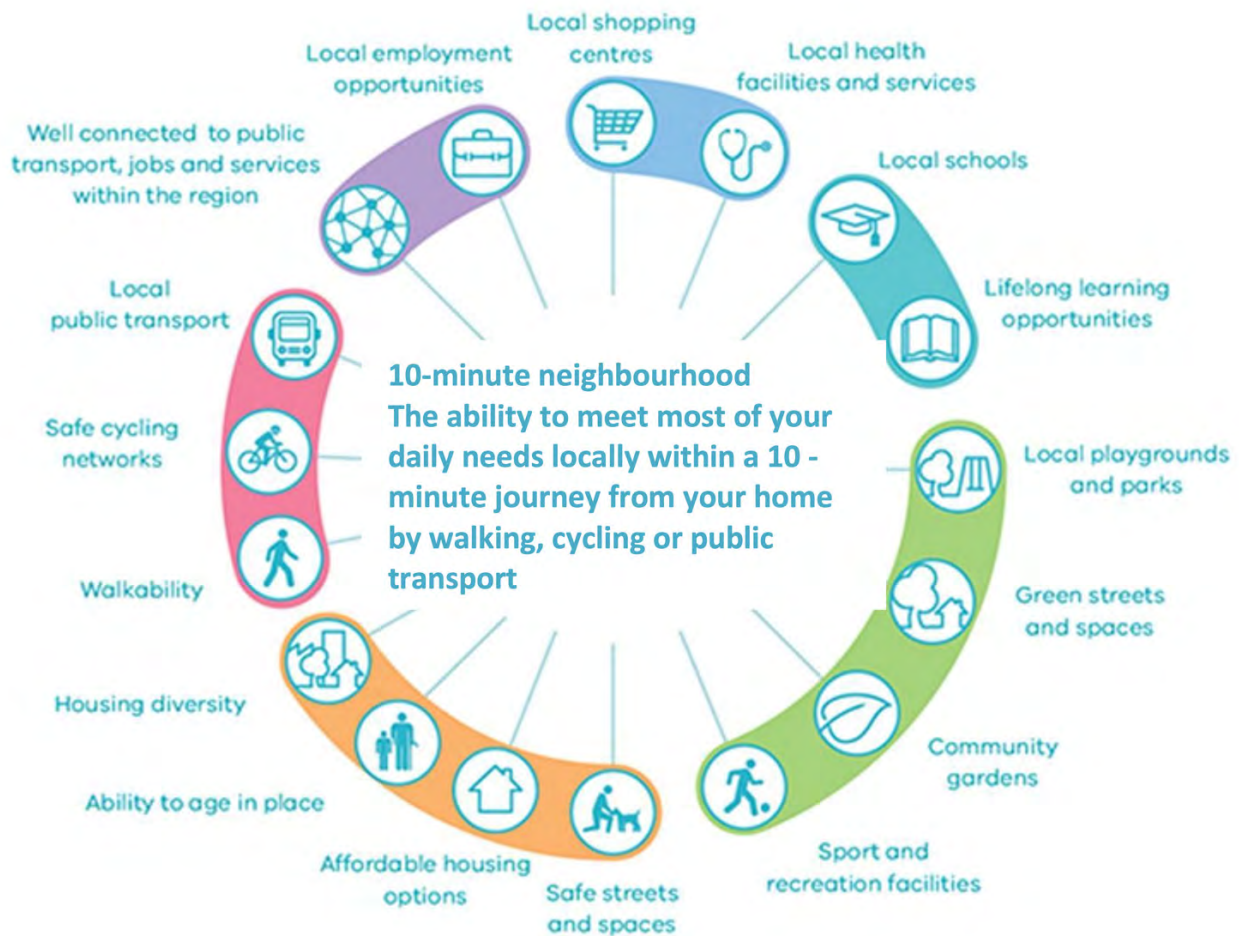 Local shopping
centres
Local health
facilities and services
Local schools
Lifelong learning
opportunities
Local playgrounds
and parks
Green streets
and spaces
Community
gardens
Sport and
recreation facilities
Safe streets
and spaces
Affordable housing
options
Ability to age in place
Housing diversity
Walkability
Safe cycling
networks
Local
public transport
Well connected to public
transport, jobs and services
within the region
Local employment
opportunities
10-minute neighbourhood
The ability to meet most of your
daily needs locally within a 10 -
minute journey from your home
by walking, cycling or public
transport